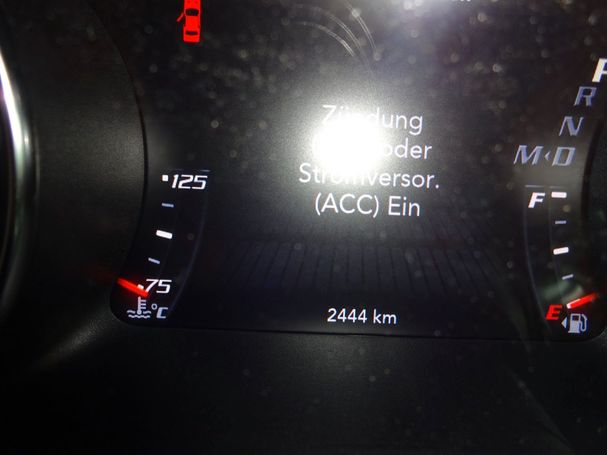 P
R
Zündung
N
oder
M D
Stromversor.
125
(ACC) Ein
F
75
°C
E
2444 km